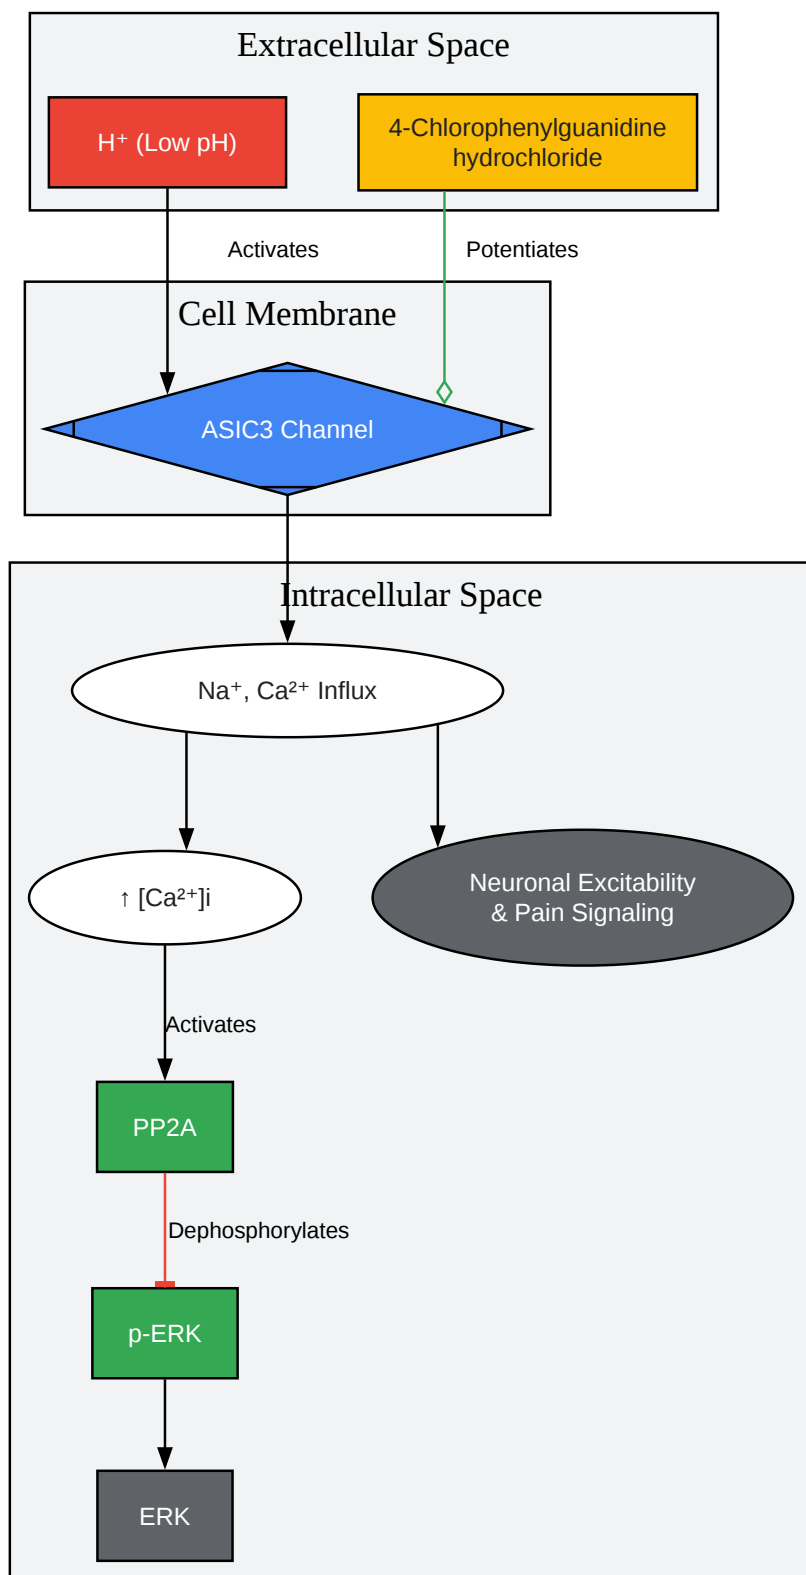 Extracellular Space
H⁺ (Low pH)
4-Chlorophenylguanidine
hydrochloride
Activates
Potentiates
Cell Membrane
ASIC3 Channel
Intracellular Space
Na⁺, Ca²⁺ Influx
↑ [Ca²⁺]i
Neuronal Excitability
& Pain Signaling
Activates
PP2A
Dephosphorylates
p-ERK
ERK